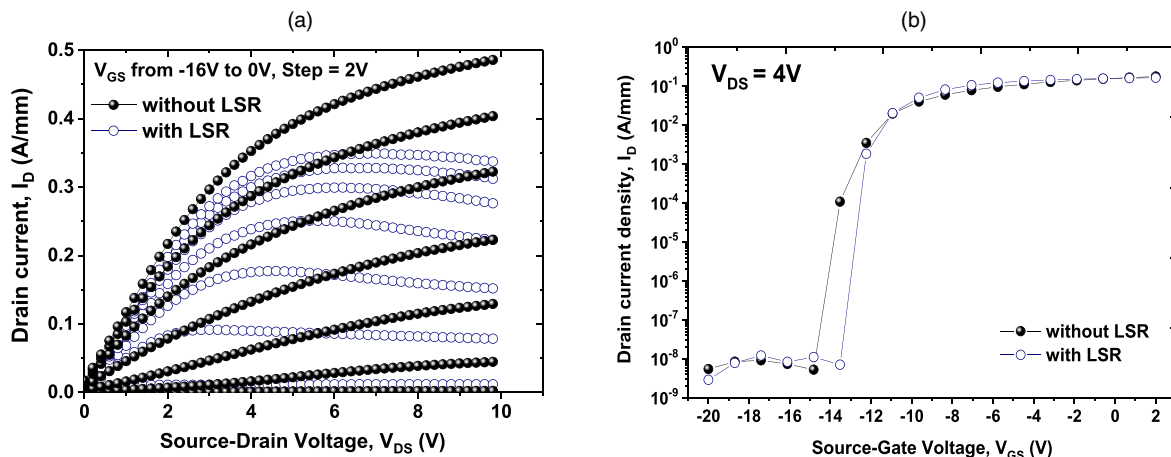 (a)
0.5
0.4
0.3
0.2
0.1
0.0
V_GS from -16V to 0V, Step = 2V
without LSR
with LSR
Drain current, I_D (A/mm)
0 2 4 6 8 10
Source-Drain Voltage, V_DS (V)
(b)
10^0
10^-1
10^-2
10^-3
10^-4
10^-5
10^-6
10^-7
10^-8
10^-9
V_DS = 4V
Drain current density, I_D (A/mm)
without LSR
with LSR
-20 -18 -16 -14 -12 -10 -8 -6 -4 -2 0 2
Source-Gate Voltage, V_GS (V)